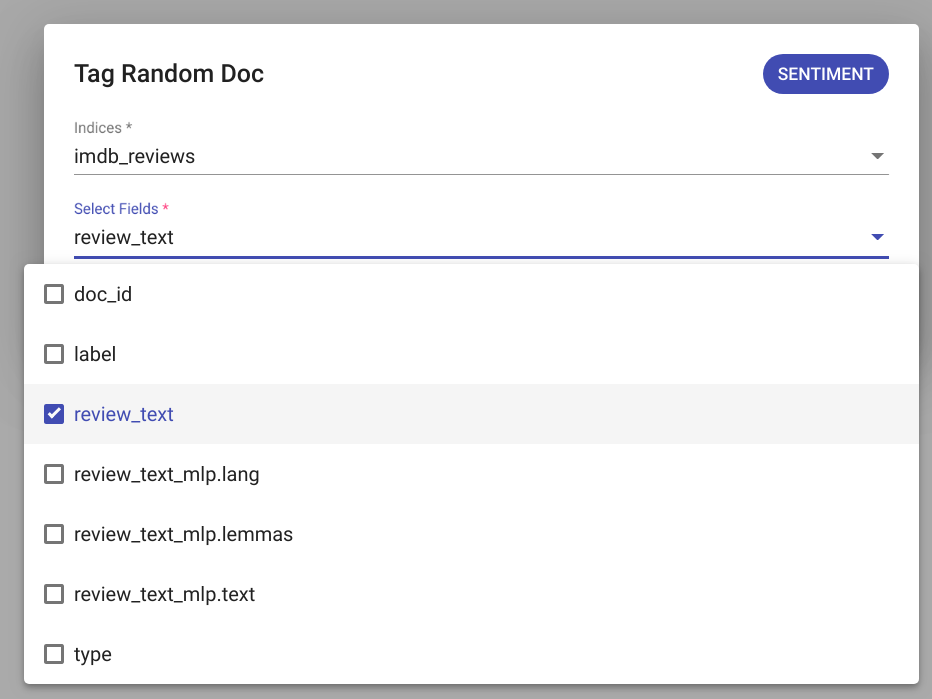 Tag Random Doc
SENTIMENT
Indices *
imdb_reviews
Select Fields *
review_text
doc_id
label
review_text
review_text_mlp.lang
review_text_mlp.lemmas
review_text_mlp.text
type